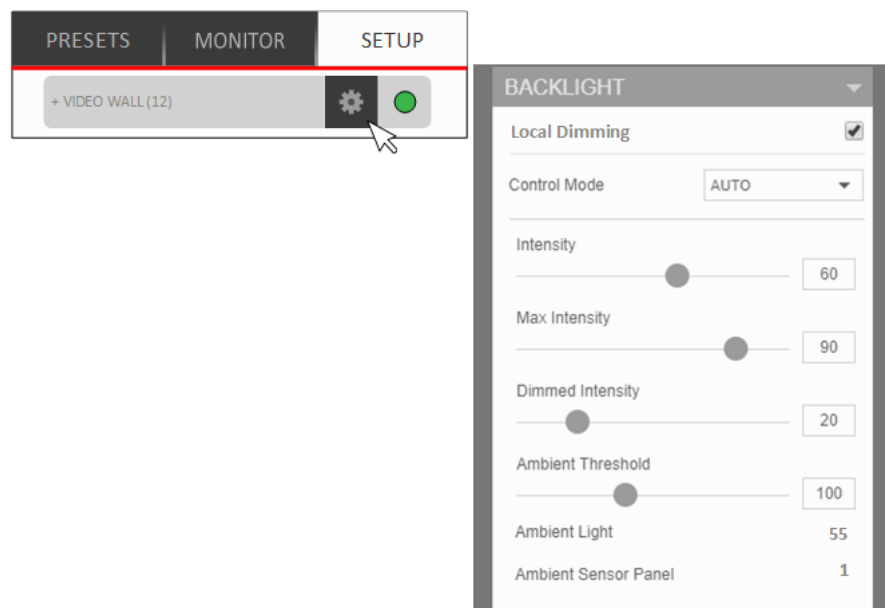 PRESETS MONITOR SETUP
+ VIDEO WALL (12)
BACKLIGHT
Local Dimming
Control Mode AUTO
Intensity
60
Max Intensity
90
Dimmed Intensity
20
Ambient Threshold
100
Ambient Light 55
Ambient Sensor Panel 1